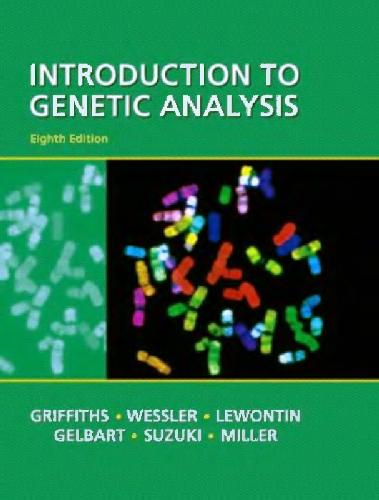 INTRODUCTION TO
GENETIC ANALYSIS
Eighth Edition
GRIFFITHS • WESSLER • LEWONTIN
GELBART • SUZUKI • MILLER